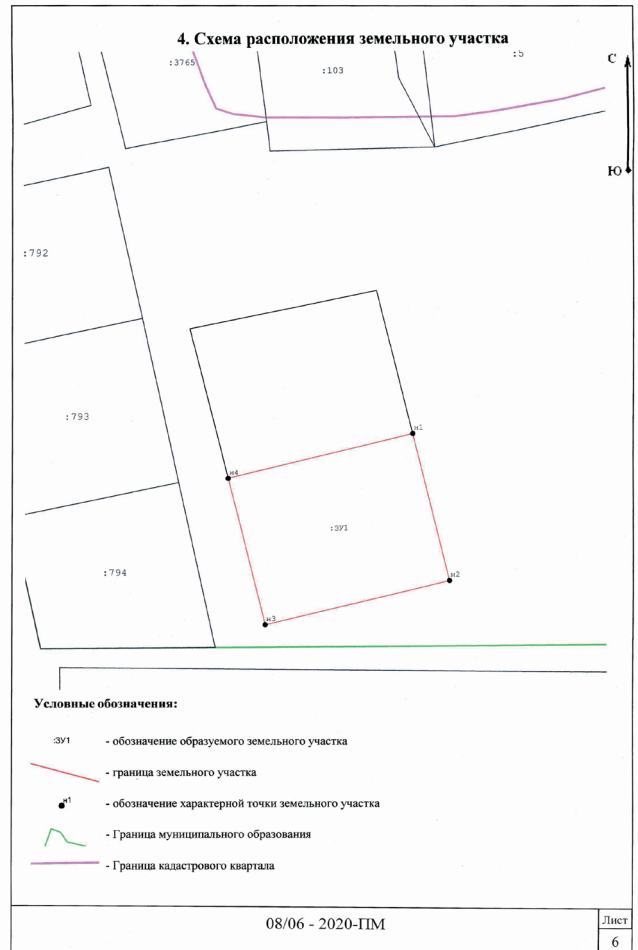 4. Схема расположения земельного участка
:3765
:103
:5
С
Ю
:792
:793
:794
н1
н4
:ЗУ1
н2
н3
Условные обозначения:
:ЗУ1 - обозначение образуемого земельного участка
- граница земельного участка
н1 - обозначение характерной точки земельного участка
- Граница муниципального образования
- Граница кадастрового квартала
08/06 - 2020-ПМ
Лист
6